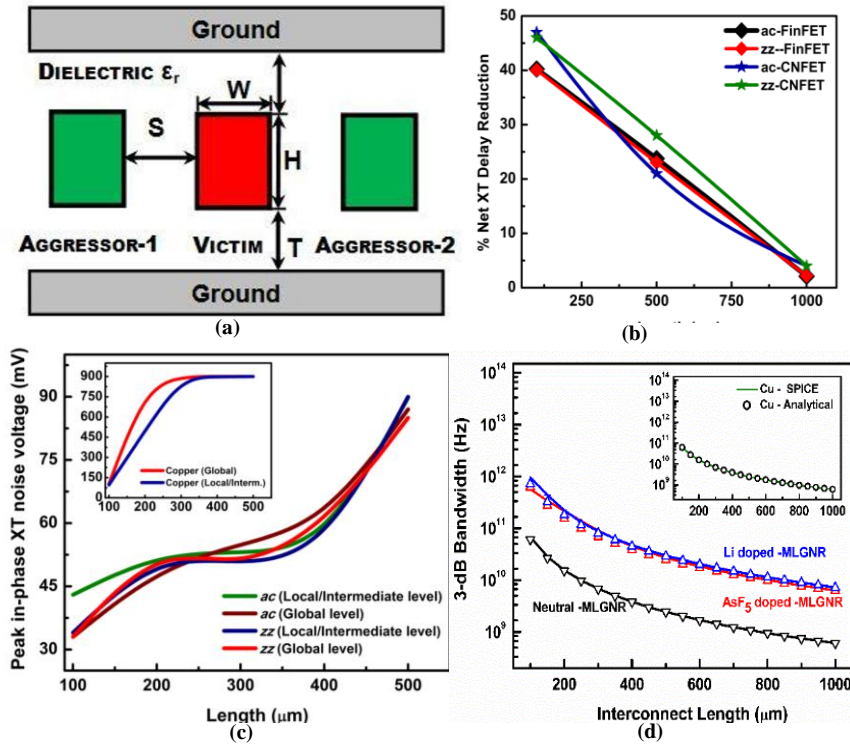 Ground
DIELECTRIC εr
W
S
H
AGGRESSOR-1 VICTIM T AGGRESSOR-2
Ground
(a)
% Net XT Delay Reduction
50
40
30
20
10
0
250 500 750 1000
ac-FinFET
zz--FinFET
ac-CNFET
zz-CNFET
(b)
Peak in-phase XT noise voltage (mV)
90
75
60
45
30
100 200 300 400 500
Length (μm)
900
750
600
450
300
150
100 200 300 400 500
Copper (Global)
Copper (Local/Interm.)
ac (Local/Intermediate level)
ac (Global level)
zz (Local/Intermediate level)
zz (Global level)
(c)
3-dB Bandwidth (Hz)
10^14
10^13
10^12
10^11
10^10
10^9
200 400 600 800 1000
Interconnect Length (μm)
10^14
10^13
10^12
10^11
10^10
10^9
200 400 600 800 1000
Cu - SPICE
Cu - Analytical
Li doped -MLGNR
Neutral -MLGNR
AsF5 doped -MLGNR
(d)